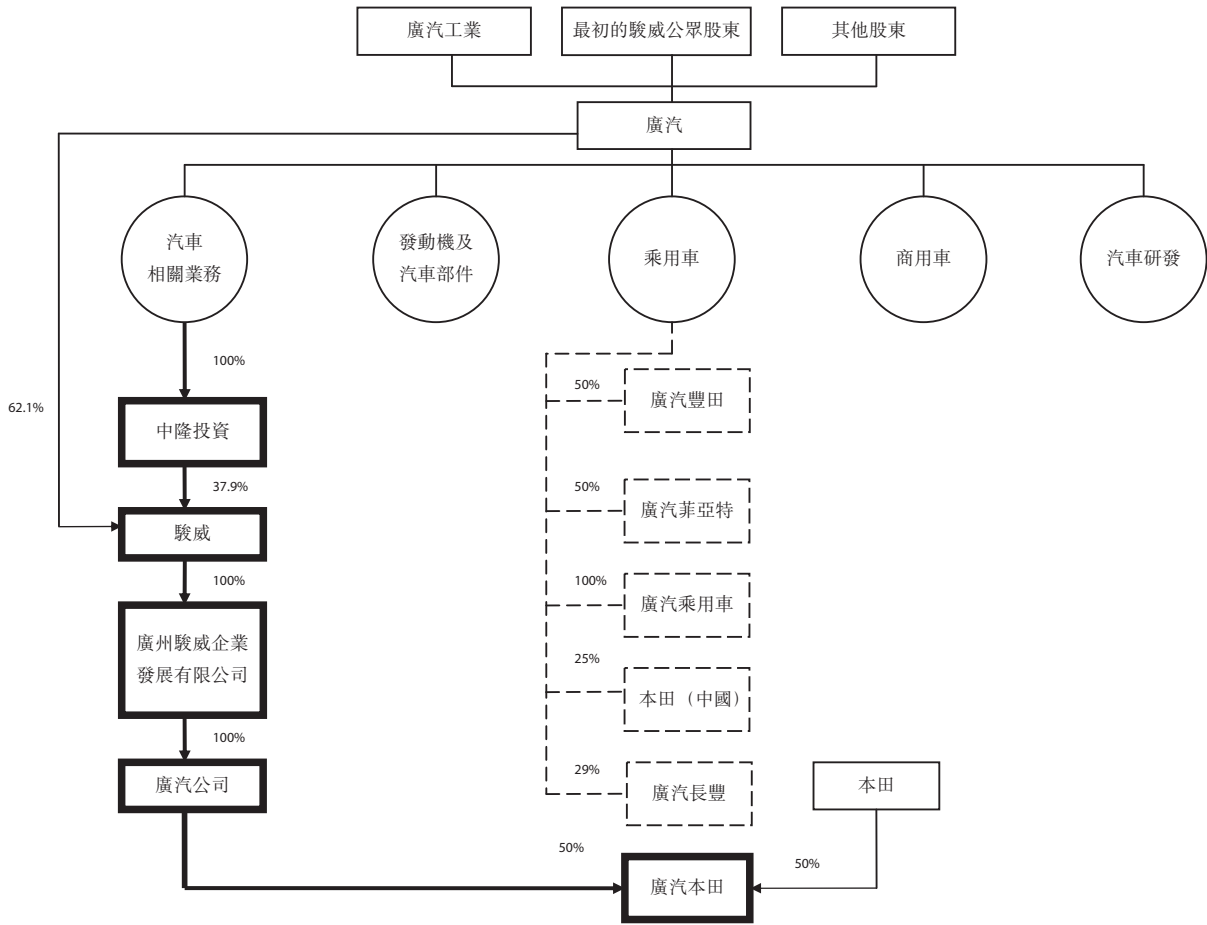 廣汽工業
最初的駿威公眾股東
其他股東
廣汽
汽車
相關業務
發動機及
汽車部件
乘用車
商用車
汽車研發
100%
62.1%
中隆投資
37.9%
駿威
100%
廣州駿威企業
發展有限公司
100%
廣汽公司
50%
廣汽豐田
50%
廣汽菲亞特
100%
廣汽乘用車
25%
本田（中國）
29%
廣汽長豐
本田
50%
廣汽本田
50%